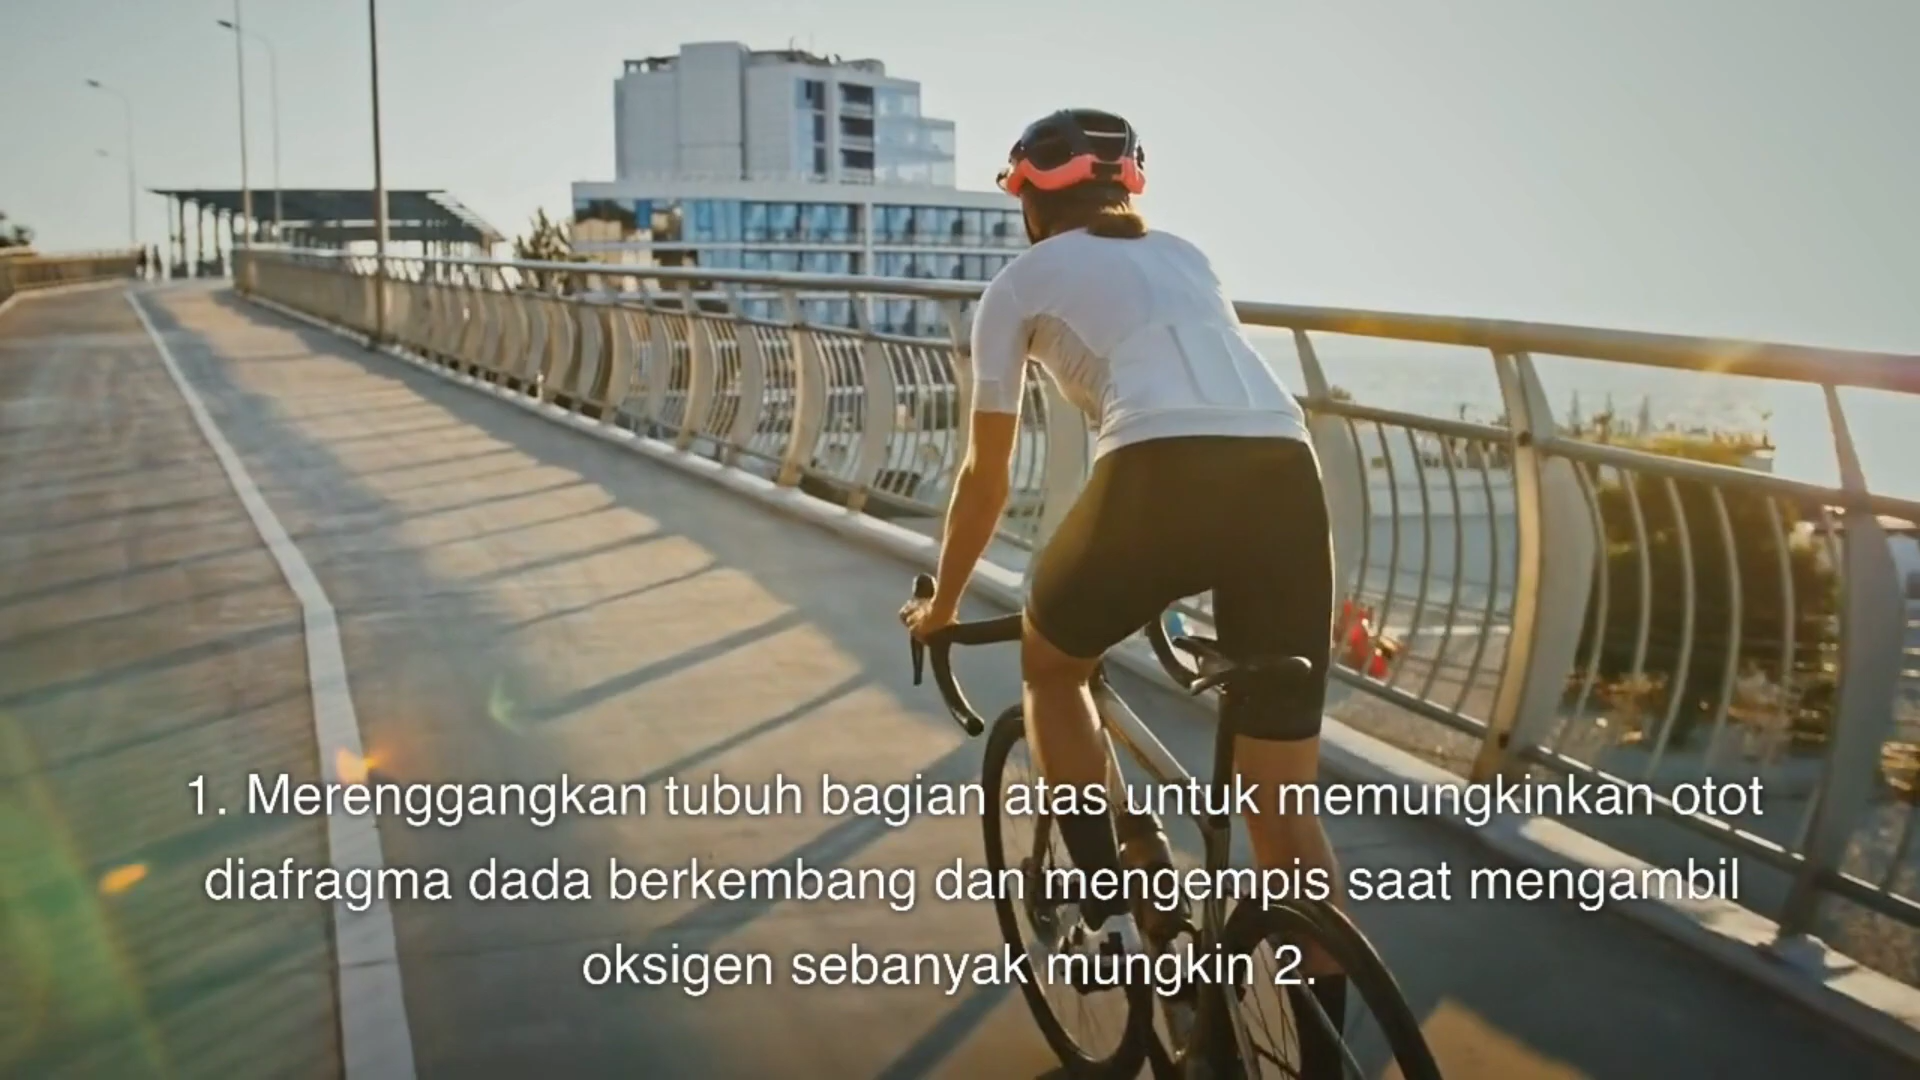 1. Merenggangkan tubuh bagian atas untuk memungkinkan otot
diafragma dada berkembang dan mengempis saat mengambil
oksigen sebanyak mungkin 2.